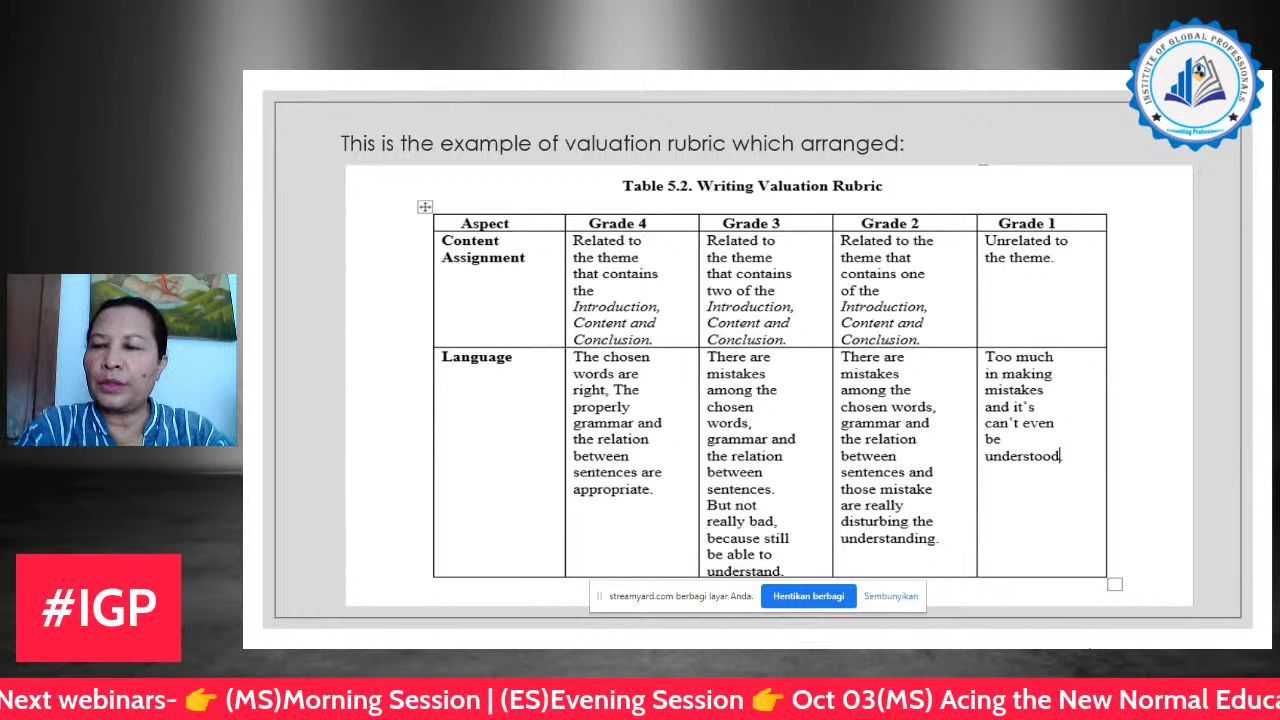 INSTITUTE OF GLOBAL PROFESSIONALS
Consulting Professionals
This is the example of valuation rubric which arranged:
Table 5.2. Writing Valuation Rubric
Aspect
Grade 4
Grade 3
Grade 2
Grade 1
Content
Assignment
Related to
the theme
that contains
the
Introduction,
Content and
Conclusion.
Related to
the theme
that contains
two of the
Introduction,
Content and
Conclusion.
Related to the
theme that
contains one
of the
Introduction,
Content and
Conclusion.
Unrelated to
the theme.
Language
The chosen
words are
right, The
properly
grammar and
the relation
between
sentences are
appropriate.
There are
mistakes
among the
chosen
words,
grammar and
the relation
between
sentences.
But not
really bad,
because still
be able to
understand.
There are
mistakes
among the
chosen words,
grammar and
the relation
between
sentences and
those mistake
are really
disturbing the
understanding.
Too much
in making
mistakes
and it's
can't even
be
understood.
streamyard.com berbagi layar Anda.
Hentikan berbagi
Sembunyikan
#IGP
Next webinars- 👉 (MS)Morning Session | (ES)Evening Session 👉 Oct 03(MS) Acing the New Normal Educa